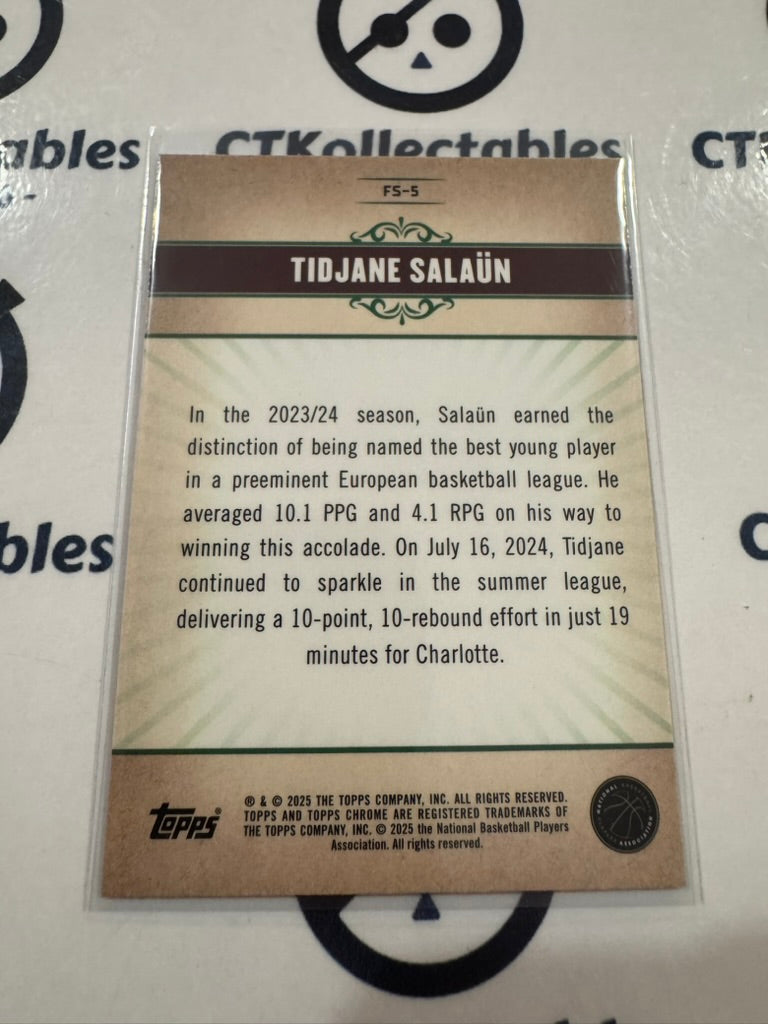 ables
CTKollectables
CT
FS-5
TIDJANE SALAÜN
In the 2023/24 season, Salaün earned the
distinction of being named the best young player
in a preeminent European basketball league. He
averaged 10.1 PPG and 4.1 RPG on his way to
winning this accolade. On July 16, 2024, Tidjane
continued to sparkle in the summer league,
delivering a 10-point, 10-rebound effort in just 19
minutes for Charlotte.
bles
C
Topps®
® & © 2025 THE TOPPS COMPANY, INC. ALL RIGHTS RESERVED.
TOPPS AND TOPPS CHROME ARE REGISTERED TRADEMARKS OF
THE TOPPS COMPANY, INC. © 2025 the National Basketball Players
Association. All rights reserved.
NATIONAL BASKETBALL PLAYERS ASSOCIATION